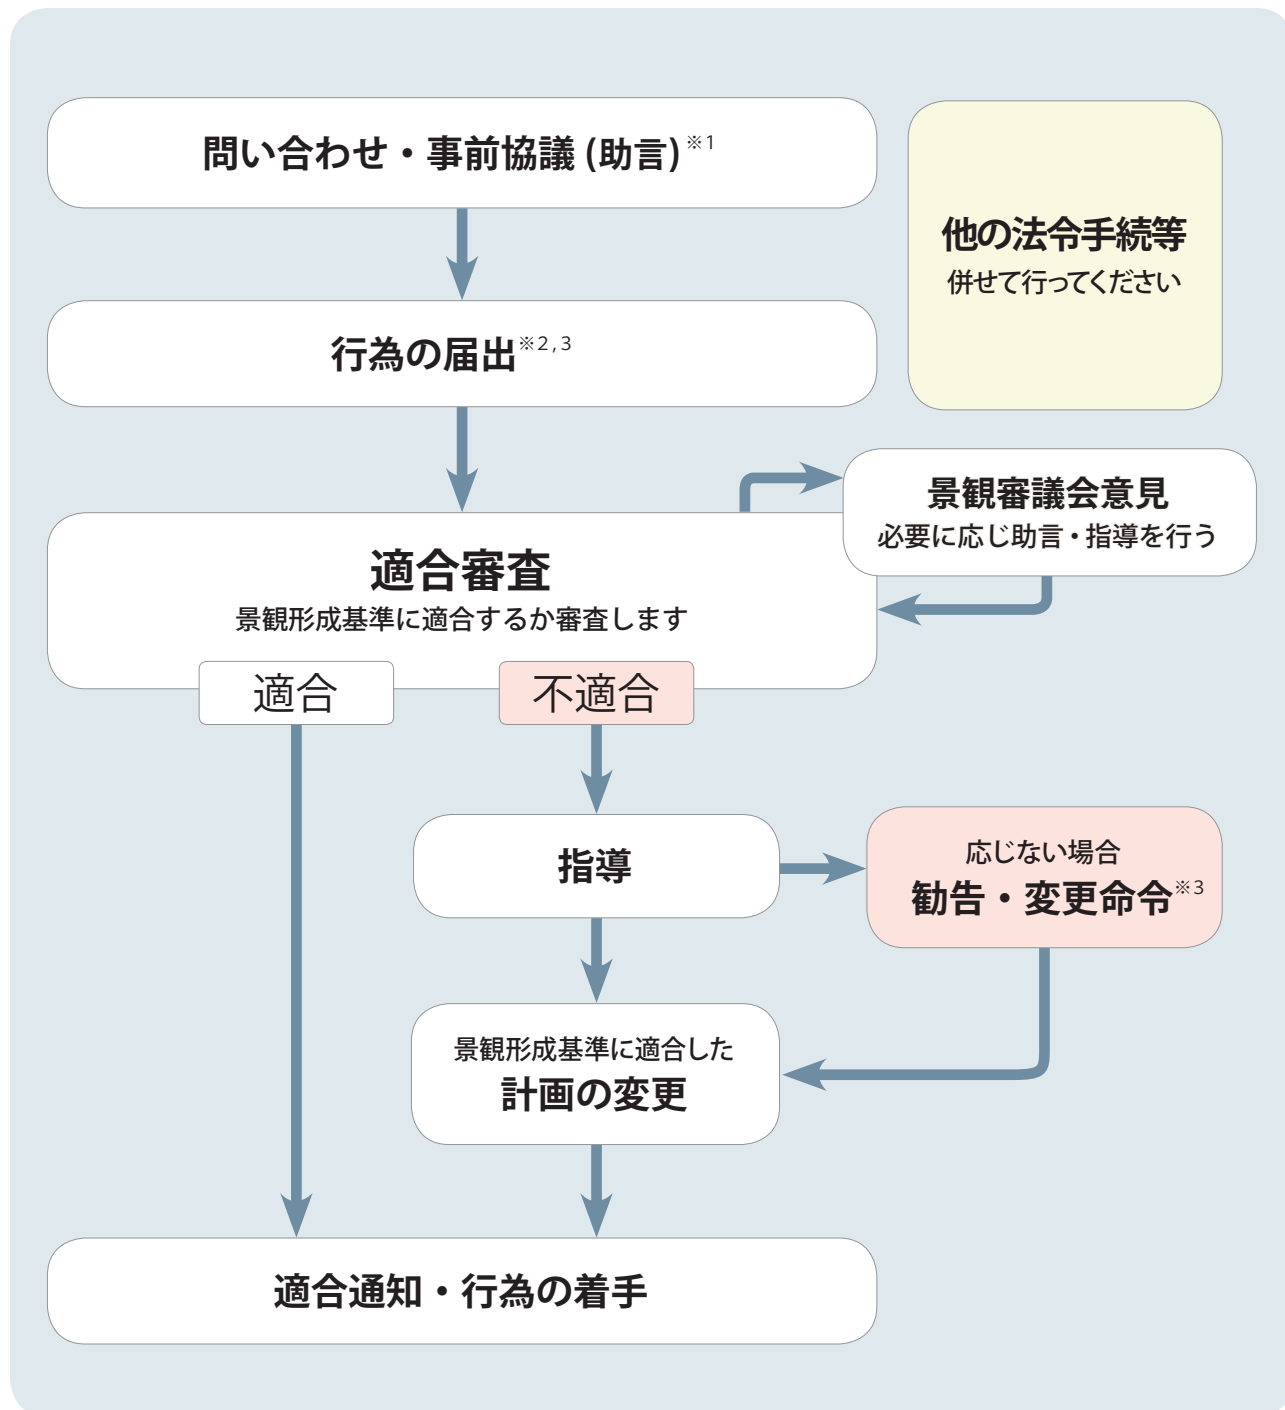 問い合わせ・事前協議 (助言)※1
他の法令手続等
併せて行ってください
行為の届出※2, 3
景観審議会意見
必要に応じ助言・指導を行う
適合審査
景観形成基準に適合するか審査します
適合
不適合
指導
応じない場合
勧告・変更命令※3
景観形成基準に適合した
計画の変更
適合通知・行為の着手